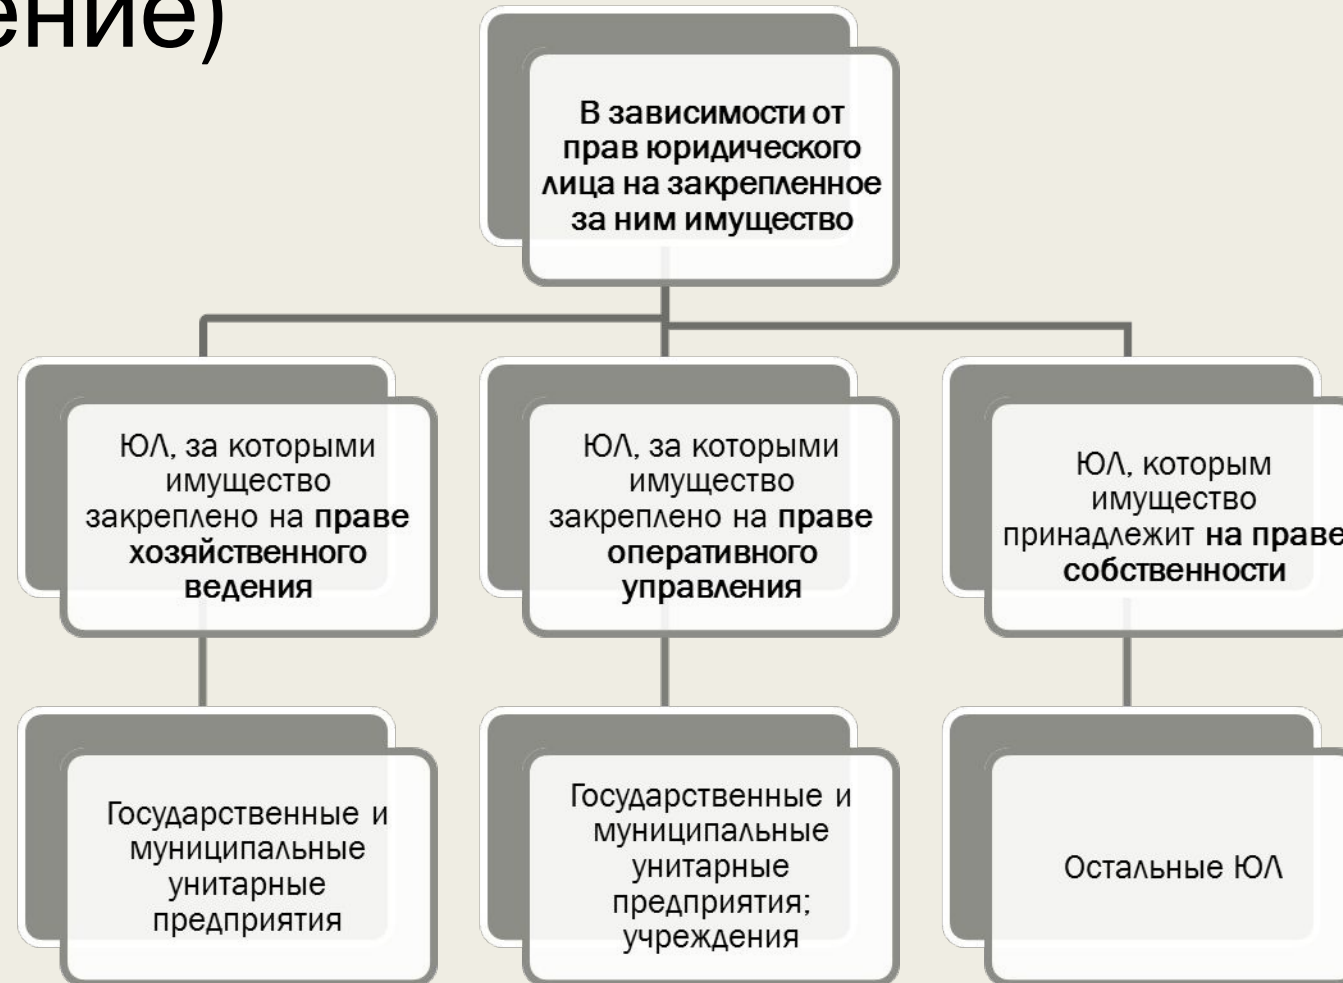 ение)
В зависимости от
прав юридического
лица на закрепленное
за ним имущество
ЮЛ, за которыми
имущество
закреплено на праве
хозяйственного
ведения
ЮЛ, за которыми
имущество
закреплено на праве
оперативного
управления
ЮЛ, которым
имущество
принадлежит на праве
собственности
Государственные и
муниципальные
унитарные
предприятия
Государственные и
муниципальные
унитарные
предприятия;
учреждения
Остальные ЮЛ